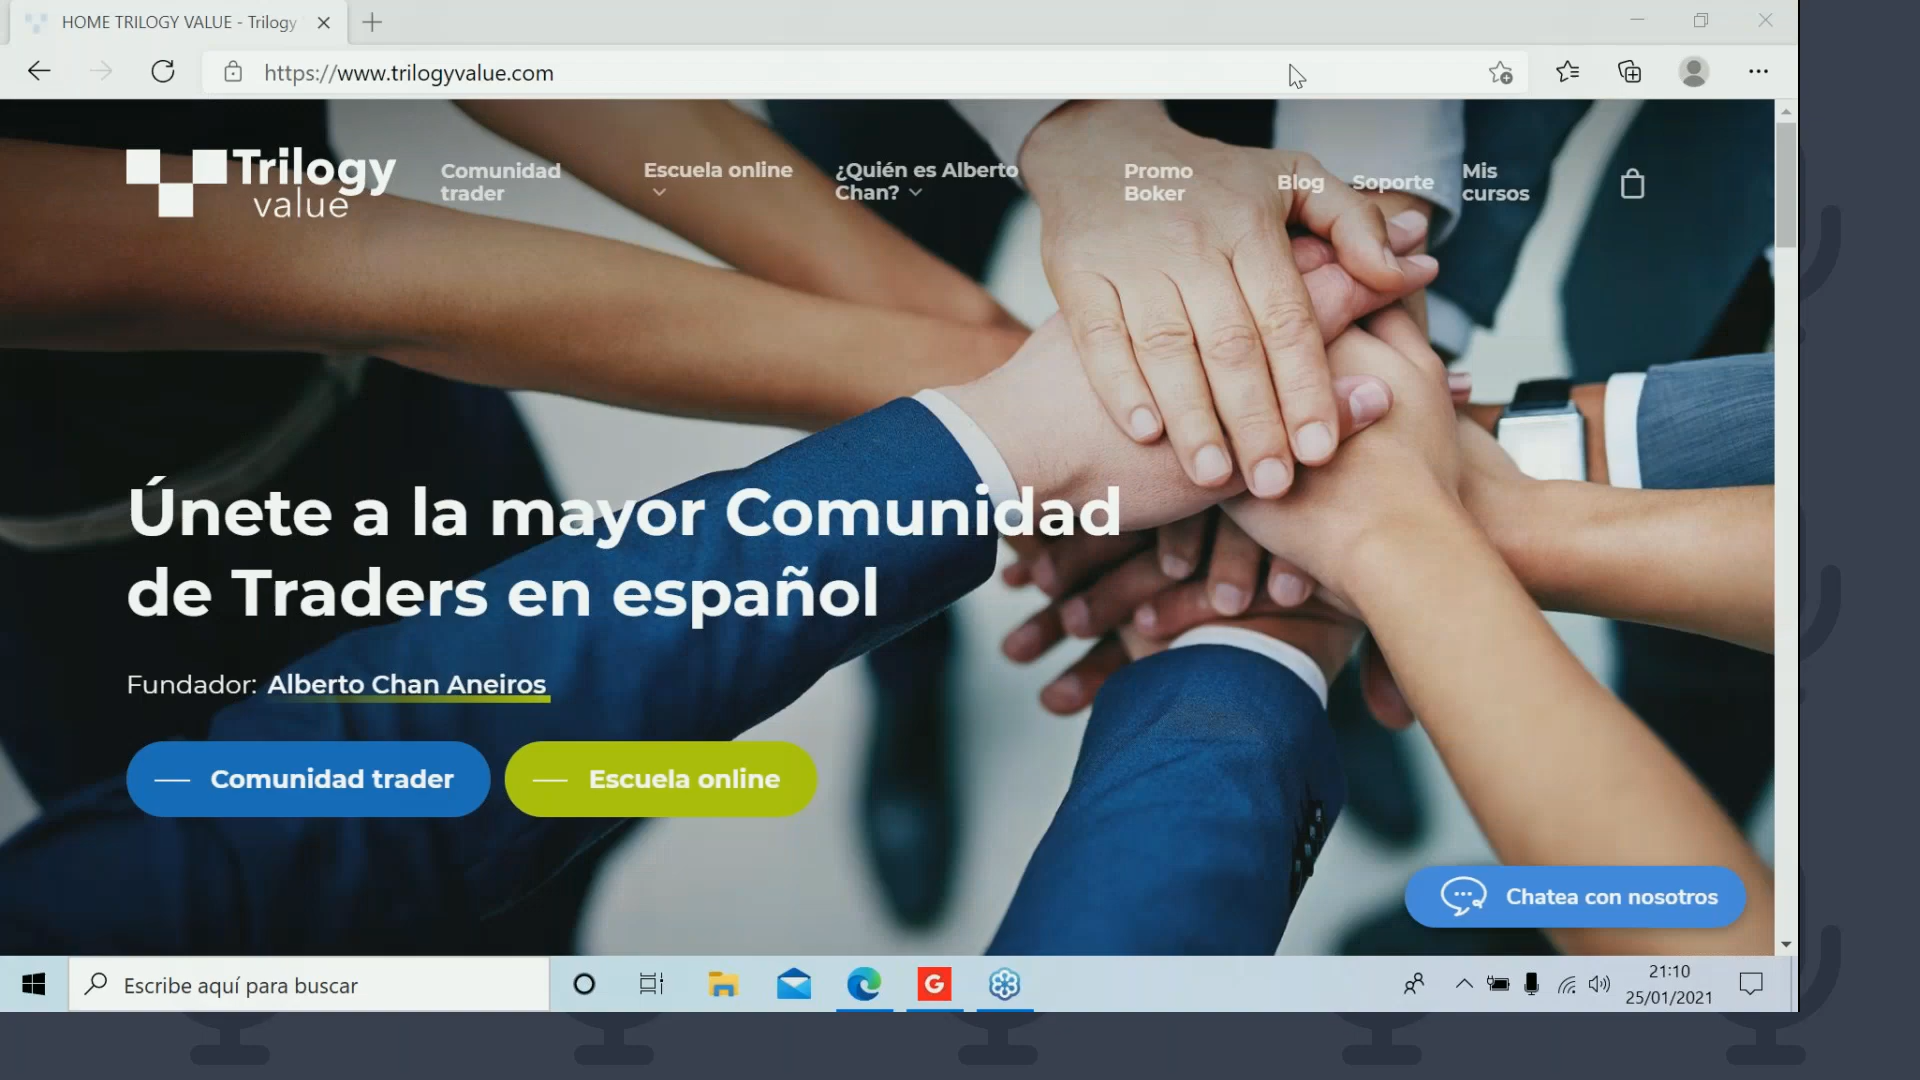 HOME TRILOGY VALUE - Trilogy
https://www.trilogyvalue.com
Trilogy
value
Comunidad
trader
Escuela online
¿Quién es Alberto
Chan?
Promo
Boker
Blog
Soporte
Mis
cursos
Únete a la mayor Comunidad
de Traders en español
Fundador: Alberto Chan Aneiros
Comunidad trader
Escuela online
Chatea con nosotros
Escribe aquí para buscar
G
21:10
25/01/2021